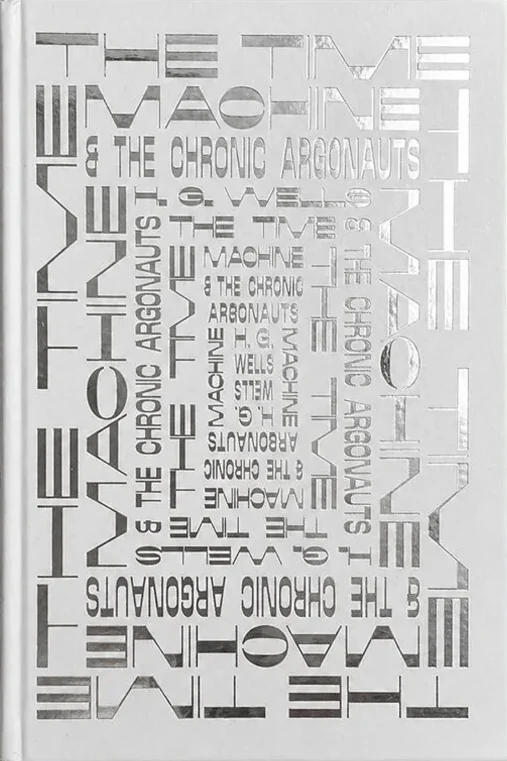 THE TIME
MACHINE
& THE CHRONIC ARGONAUTS
H. G. WELLS
THE TIME
MACHINE
& THE CHRONIC
ARGONAUTS
H. G.
WELLS
WELLS
H. G.
ARGONAUTS
& THE CHRONIC
MACHINE
THE TIME
H. G. WELLS
& THE CHRONIC ARGONAUTS
MACHINE
THE TIME
THE TIME
MACHINE
& THE CHRONIC ARGONAUTS
THE TIME
MACHINE
MACHINE
THE TIME
& THE CHRONIC ARGONAUTS
MACHINE
THE TIME